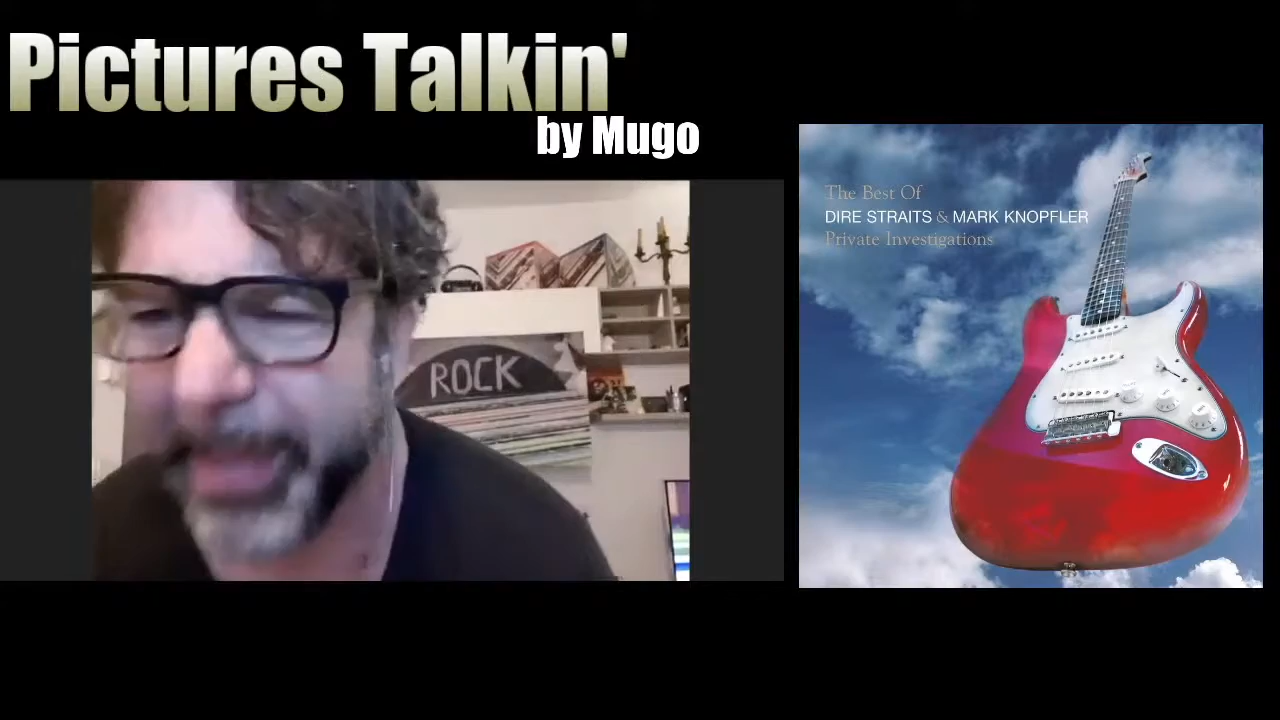 Pictures Talkin'
by Mugo
The Best Of
DIRE STRAITS & MARK KNOPFLER
Private Investigations
ROCK